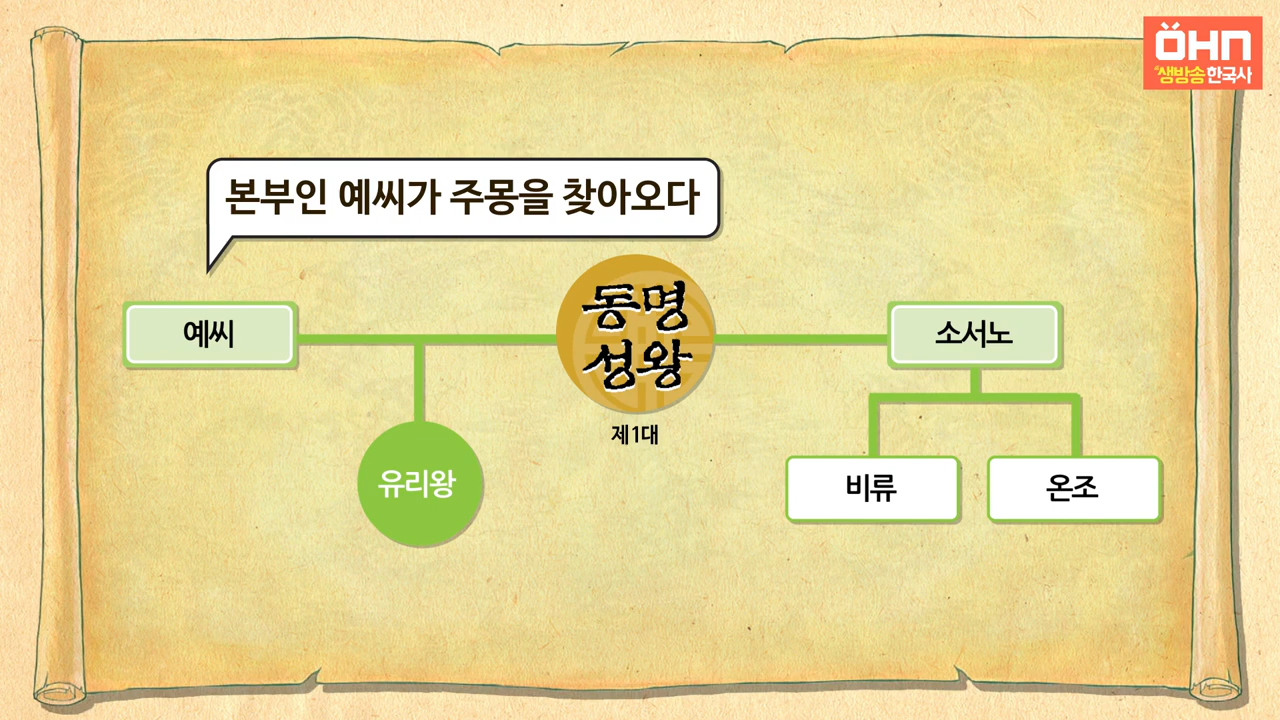 ÖHN
생방송 한국사
본부인 예씨가 주몽을 찾아오다
예씨
동명
성왕
소서노
제1대
유리왕
비류
온조